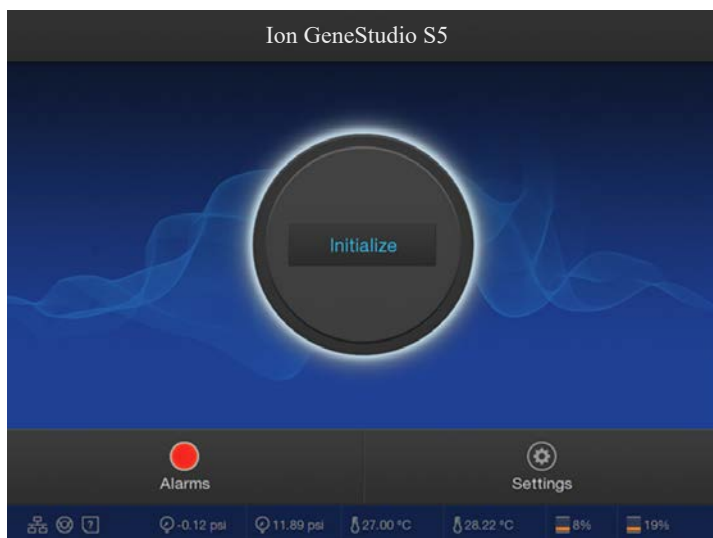 Ion GeneStudio S5
Initialize
Alarms
Settings
? -0.12 psi 11.89 psi 27.00 °C 28.22 °C 8% 19%